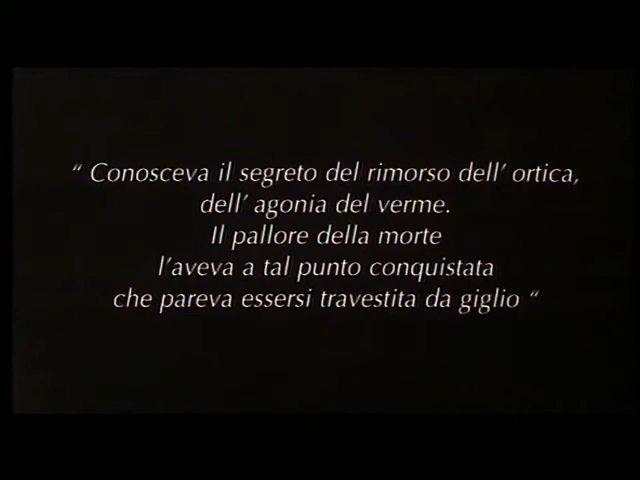 “ Conosceva il segreto del rimorso dell’ ortica,
dell’ agonia del verme.
Il pallore della morte
l’aveva a tal punto conquistata
che pareva essersi travestita da giglio “